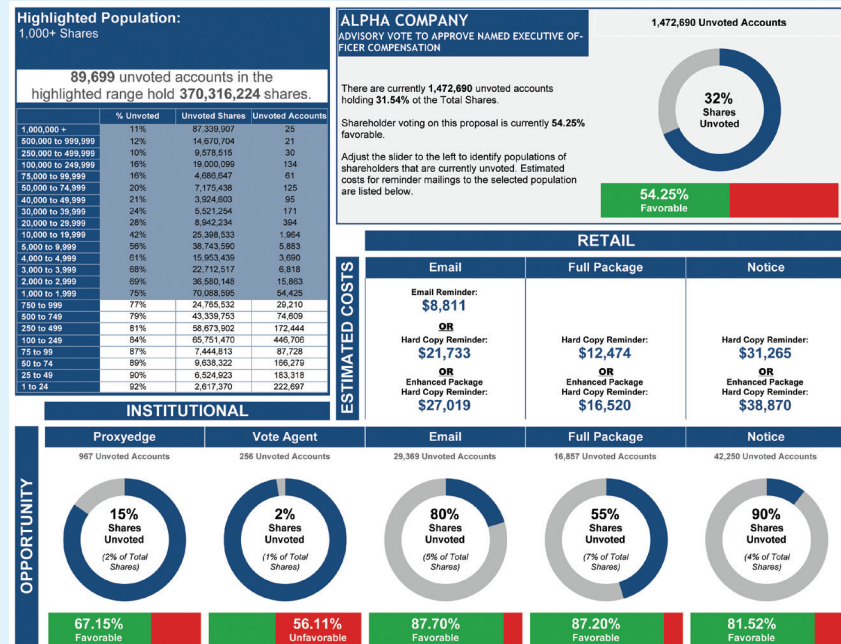 Highlighted Population:
1,000+ Shares
89,699 unvoted accounts in the
highlighted range hold 370,316,224 shares.
% Unvoted Unvoted Shares Unvoted Accounts
1,000,000 + 11% 87,339,907 25
500,000 to 999,999 12% 14,670,704 21
250,000 to 499,999 10% 9,578,515 30
100,000 to 249,999 16% 19,000,099 134
75,000 to 99,999 16% 4,686,647 61
50,000 to 74,999 20% 7,175,438 125
40,000 to 49,999 21% 3,924,603 95
30,000 to 39,999 24% 5,521,254 171
20,000 to 29,999 28% 8,942,234 394
10,000 to 19,999 42% 25,398,533 1,964
5,000 to 9,999 56% 38,743,590 5,883
4,000 to 4,999 61% 15,953,439 3,690
3,000 to 3,999 68% 22,712,517 6,818
2,000 to 2,999 69% 36,580,148 15,863
1,000 to 1,999 75% 70,088,595 54,425
750 to 999 77% 24,765,532 29,210
500 to 749 79% 43,339,753 74,609
250 to 499 81% 58,673,902 172,444
100 to 249 84% 65,751,470 446,706
75 to 99 87% 7,444,813 87,728
50 to 74 89% 9,638,322 166,279
25 to 49 90% 6,524,923 183,318
1 to 24 92% 2,617,370 222,697
ALPHA COMPANY
ADVISORY VOTE TO APPROVE NAMED EXECUTIVE OF-
FICER COMPENSATION
There are currently 1,472,690 unvoted accounts
holding 31.54% ot the Total Shares.
Shareholder voting on this proposal is currently 54.25%
favorable.
Adjust the slider to the left to identify populations of
shareholders that are currently unvoted. Estimated
costs for reminder mailings to the selected population
are listed below.
1,472,690 Unvoted Accounts
32%
Shares
Unvoted
54.25%
Favorable
RETAIL
ESTIMATED COSTS
Email Full Package Notice
Email Reminder:
$8,811
OR
Hard Copy Reminder: Hard Copy Reminder: Hard Copy Reminder:
$21,733 $12,474 $31,265
OR OR OR
Enhanced Package Enhanced Package Enhanced Package
Hard Copy Reminder: Hard Copy Reminder: Hard Copy Reminder:
$27,019 $16,520 $38,870
INSTITUTIONAL
OPPORTUNITY
Proxyedge Vote Agent Email Full Package Notice
967 Unvoted Accounts 256 Unvoted Accounts 29,369 Unvoted Accounts 16,857 Unvoted Accounts 42,250 Unvoted Accounts
15% 2% 80% 55% 90%
Shares Shares Shares Shares Shares
Unvoted Unvoted Unvoted Unvoted Unvoted
(2% of Total (1% of Total (5% of Total (7% of Total (4% of Total
Shares) Shares) Shares) Shares) Shares)
67.15% 56.11% 87.70% 87.20% 81.52%
Favorable Unfavorable Favorable Favorable Favorable